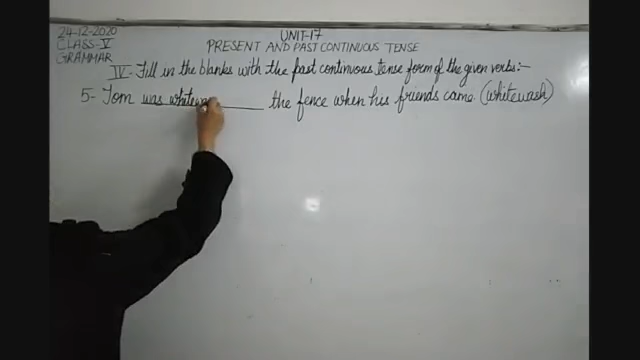 24-12-2020
UNIT-17
CLASS-V
PRESENT AND PAST CONTINUOUS TENSE
GRAMMAR
IV- Fill in the blanks with the past continuous tense form of the given verbs:-
5- Tom was whitew______ the fence when his friends came. (whitewash)